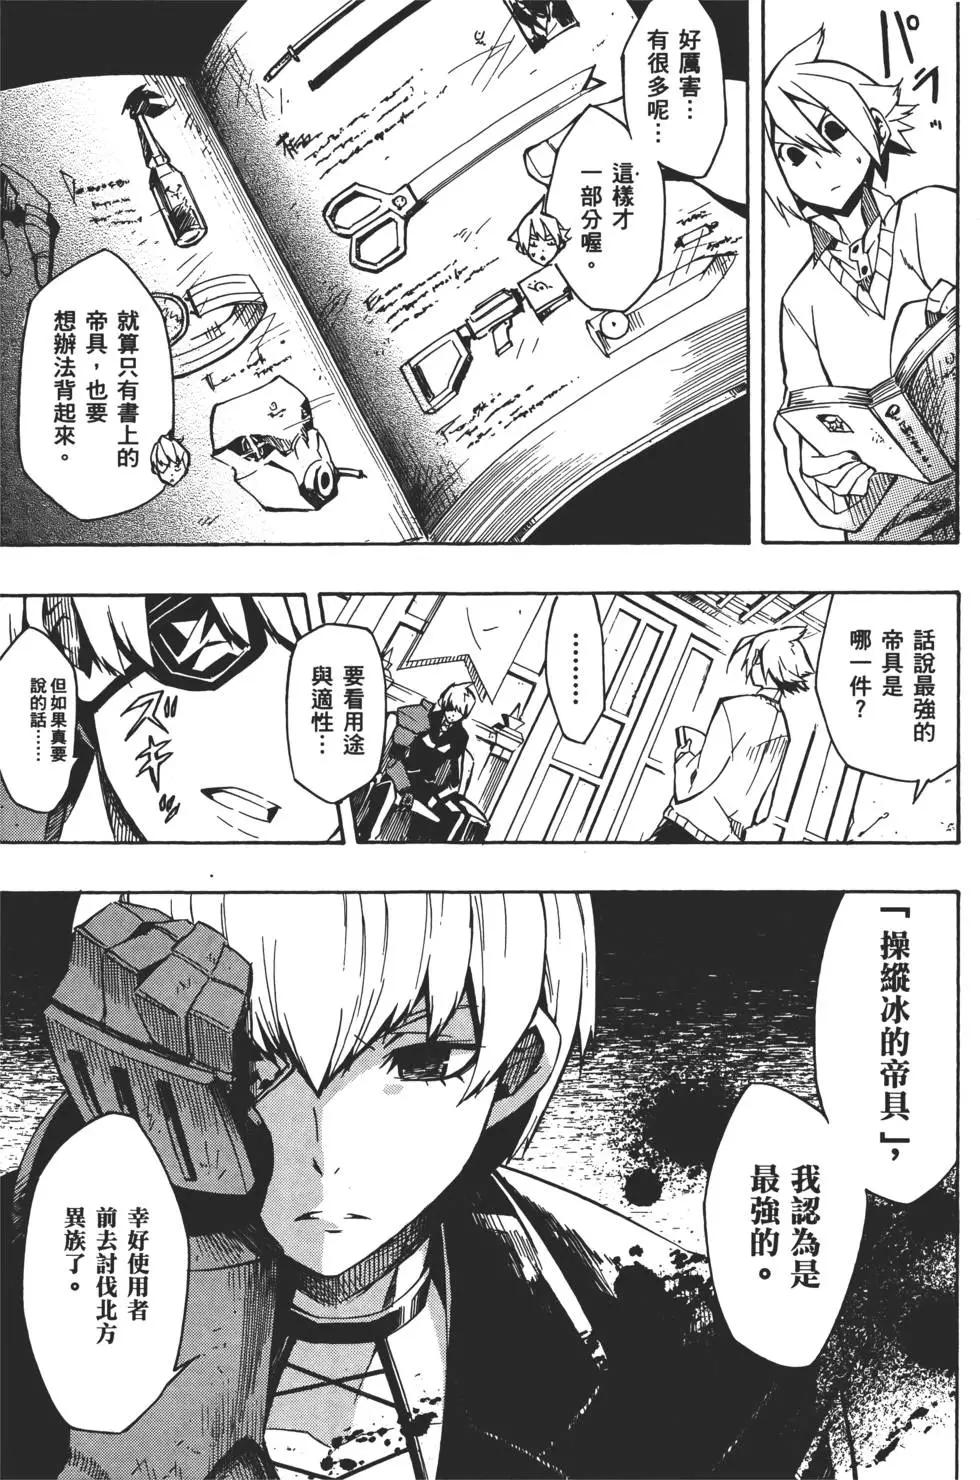 パラ
好厲害…
有很多呢…
這樣才
一部分喔。
就算只有書上的
帝具，也要
想辦法背起來。
話說最強的
帝具是
哪一件？
………
要看用途
與適性…
ズキ
但如果真要
說的話……
「操縱冰的帝具」，
我認為是
最強的。
幸好使用者
前去討伐北方
異族了。